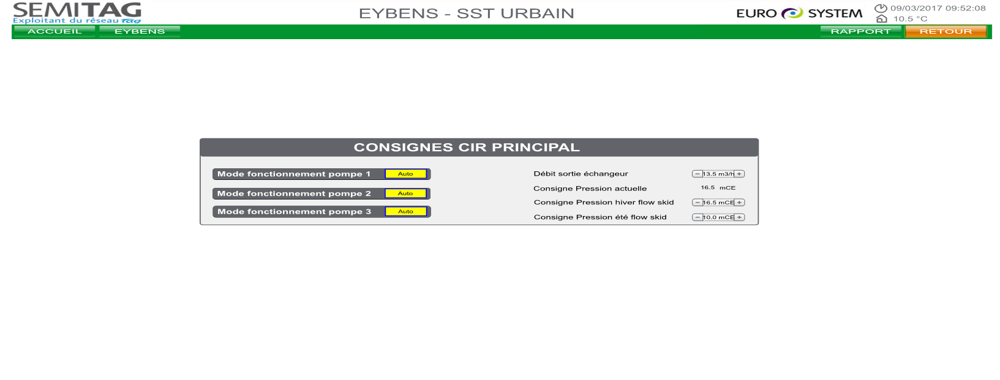 SEMITAG
Exploitant du réseau tag
EYBENS - SST URBAIN
EURO SYSTEM
09/03/2017 09:52:08
10.5 °C
ACCUEIL EYBENS RAPPORT RETOUR
CONSIGNES CIR PRINCIPAL
Mode fonctionnement pompe 1 Auto
Mode fonctionnement pompe 2 Auto
Mode fonctionnement pompe 3 Auto
Débit sortie échangeur − 13.5 m3/h +
Consigne Pression actuelle 16.5 mCE
Consigne Pression hiver flow skid − 16.5 mCE +
Consigne Pression été flow skid − 10.0 mCE +